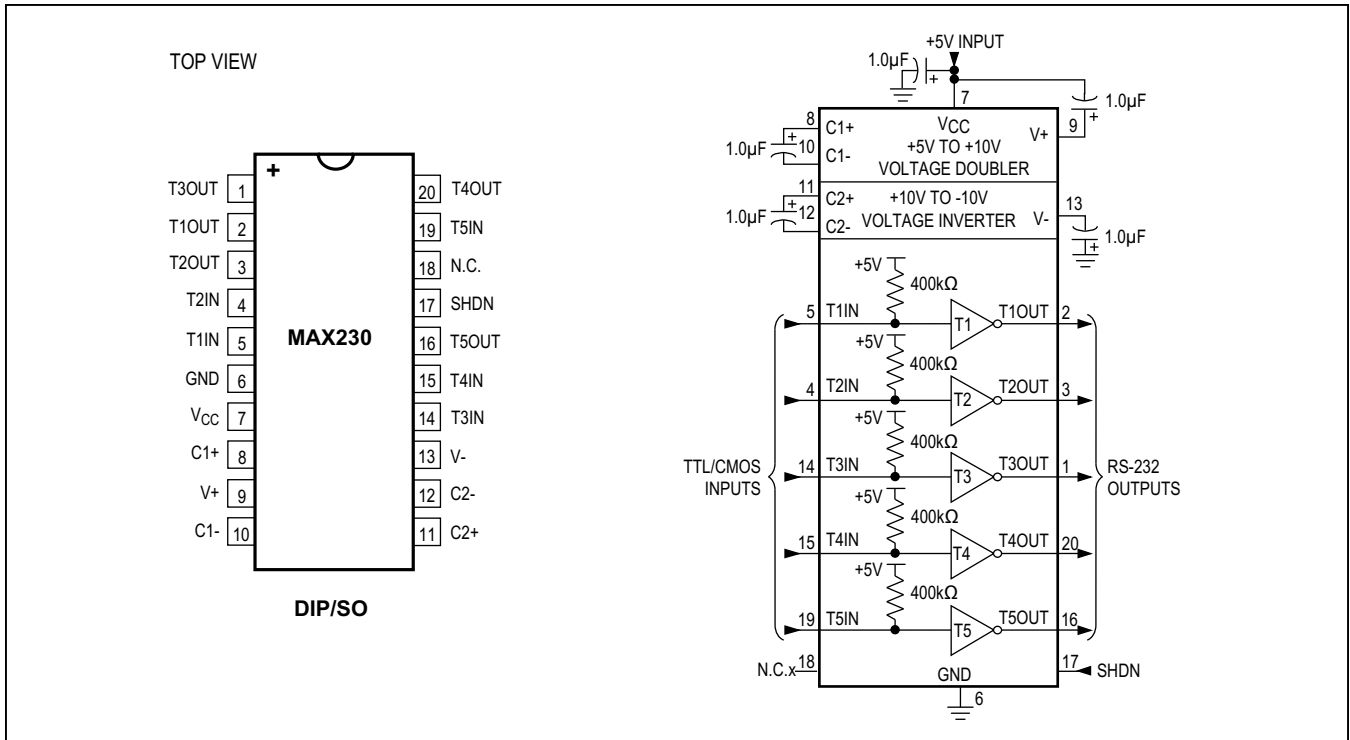 TOP VIEW
+
T3OUT 1
T1OUT 2
T2OUT 3
T2IN 4
T1IN 5
GND 6
VCC 7
C1+ 8
V+ 9
C1- 10
MAX230
20 T4OUT
19 T5IN
18 N.C.
17 SHDN
16 T5OUT
15 T4IN
14 T3IN
13 V-
12 C2-
11 C2+
DIP/SO
+5V INPUT
1.0µF
+
7
1.0µF
+
8 C1+
VCC
V+ 9
+5V TO +10V
VOLTAGE DOUBLER
1.0µF
+
10 C1-
11 C2+
+10V TO -10V
VOLTAGE INVERTER
13
V-
1.0µF
+
12 C2-
1.0µF
+
+5V
400kΩ
5 T1IN T1 T1OUT 2
+5V
400kΩ
4 T2IN T2 T2OUT 3
+5V
400kΩ
TTL/CMOS
INPUTS
14 T3IN T3 T3OUT 1
RS-232
OUTPUTS
+5V
400kΩ
15 T4IN T4 T4OUT 20
+5V
400kΩ
19 T5IN T5 T5OUT 16
N.C.x 18
GND
17 SHDN
6